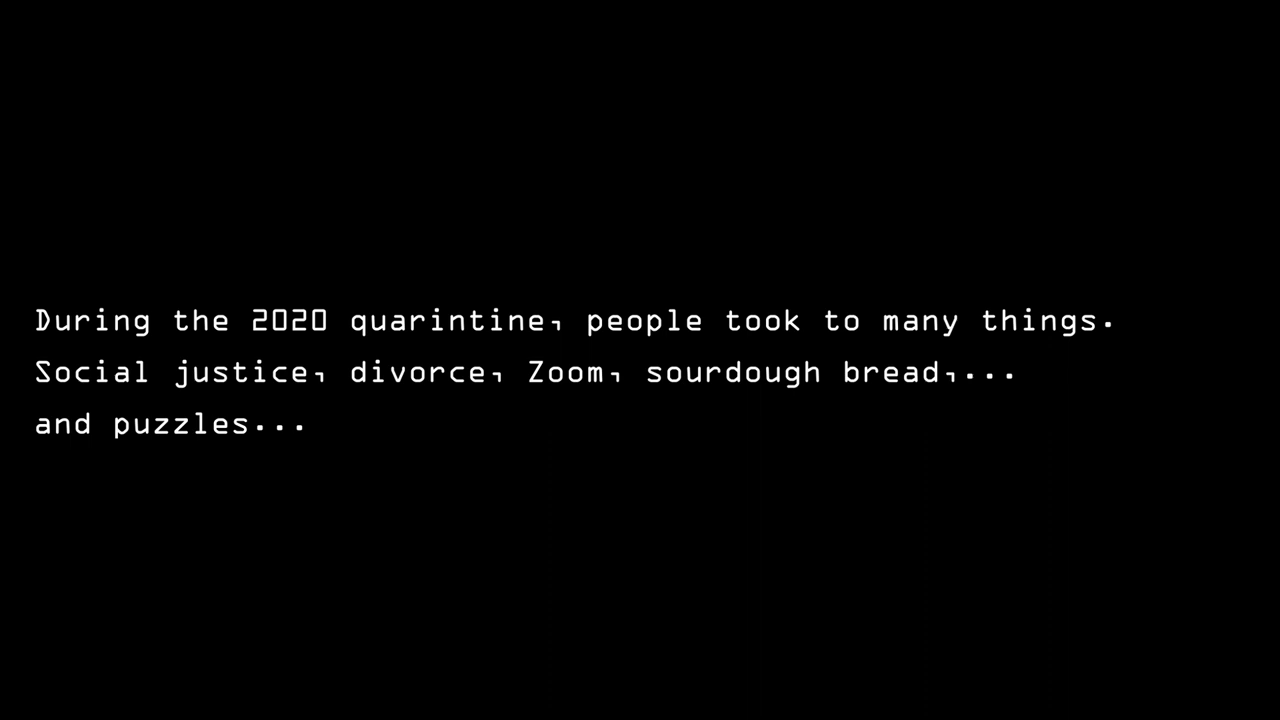 During the 2020 quarintine, people took to many things.
Social justice, divorce, Zoom, sourdough bread,...
and puzzles...